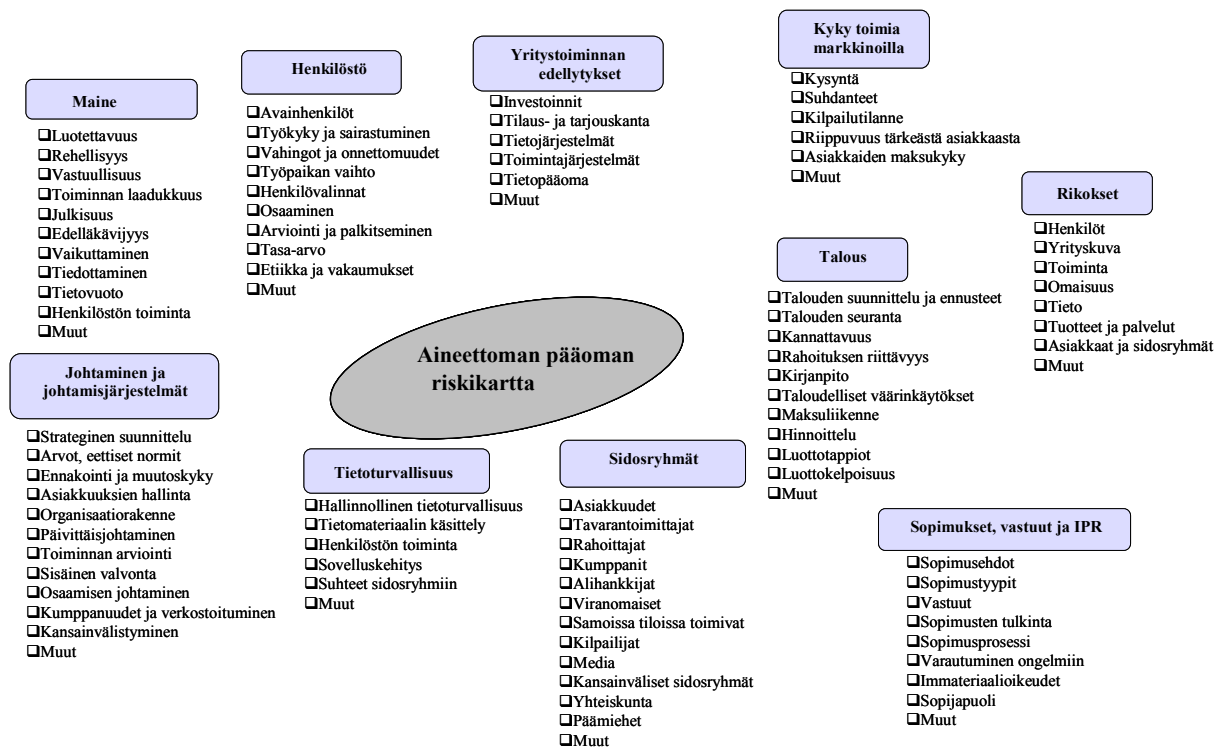 Kyky toimia
markkinoilla
❑Kysyntä
❑Suhdanteet
❑Kilpailutilanne
❑Riippuvuus tärkeästä asiakkaasta
❑Asiakkaiden maksukyky
❑Muut
Yritystoiminnan
edellytykset
❑Investoinnit
❑Tilaus- ja tarjouskanta
❑Tietojärjestelmät
❑Toimintajärjestelmät
❑Tietopääoma
❑Muut
Henkilöstö
❑Avainhenkilöt
❑Työkyky ja sairastuminen
❑Vahingot ja onnettomuudet
❑Työpaikan vaihto
❑Henkilövalinnat
❑Osaaminen
❑Arviointi ja palkitseminen
❑Tasa-arvo
❑Etiikka ja vakaumukset
❑Muut
Maine
❑Luotettavuus
❑Rehellisyys
❑Vastuullisuus
❑Toiminnan laadukkuus
❑Julkisuus
❑Edelläkävijyys
❑Vaikuttaminen
❑Tiedottaminen
❑Tietovuoto
❑Henkilöstön toiminta
❑Muut
Rikokset
❑Henkilöt
❑Yrityskuva
❑Toiminta
❑Omaisuus
❑Tieto
❑Tuotteet ja palvelut
❑Asiakkaat ja sidosryhmät
❑Muut
Talous
❑Talouden suunnittelu ja ennusteet
❑Talouden seuranta
❑Kannattavuus
❑Rahoituksen riittävyys
❑Kirjanpito
❑Taloudelliset väärinkäytökset
❑Maksuliikenne
❑Hinnoittelu
❑Luottotappiot
❑Luottokelpoisuus
❑Muut
Aineettoman pääoman
riskikartta
Johtaminen ja
johtamisjärjestelmät
❑Strateginen suunnittelu
❑Arvot, eettiset normit
❑Ennakointi ja muutoskyky
❑Asiakkuuksien hallinta
❑Organisaatiorakenne
❑Päivittäisjohtaminen
❑Toiminnan arviointi
❑Sisäinen valvonta
❑Osaamisen johtaminen
❑Kumppanuudet ja verkostoituminen
❑Kansainvälistyminen
❑Muut
Tietoturvallisuus
❑Hallinnollinen tietoturvallisuus
❑Tietomateriaalin käsittely
❑Henkilöstön toiminta
❑Sovelluskehitys
❑Suhteet sidosryhmiin
❑Muut
Sidosryhmät
❑Asiakkuudet
❑Tavarantoimittajat
❑Rahoittajat
❑Kumppanit
❑Alihankkijat
❑Viranomaiset
❑Samoissa tiloissa toimivat
❑Kilpailijat
❑Media
❑Kansainväliset sidosryhmät
❑Yhteiskunta
❑Päämiehet
❑Muut
Sopimukset, vastuut ja IPR
❑Sopimusehdot
❑Sopimustyypit
❑Vastuut
❑Sopimusten tulkinta
❑Sopimusprosessi
❑Varautuminen ongelmiin
❑Immateriaalioikeudet
❑Sopijapuoli
❑Muut